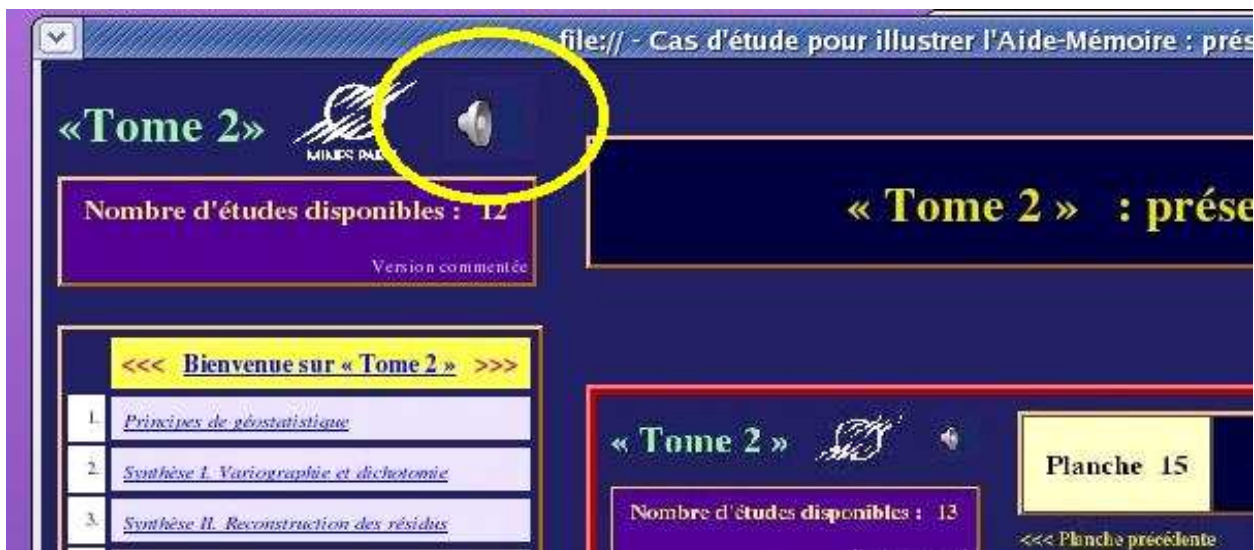 file:// - Cas d'étude pour illustrer l'Aide-Mémoire : prés
«Tome 2»
MINES PARIS
Nombre d'études disponibles : 12
Version commentée
« Tome 2 » : prése
<<< Bienvenue sur « Tome 2 » >>>
1. Principes de géostatistique
2. Synthèse I. Variographie et dichotomie
3. Synthèse II. Reconstruction des résidus
« Tome 2 »
Nombre d'études disponibles : 13
Planche 15
<<< Planche précédente